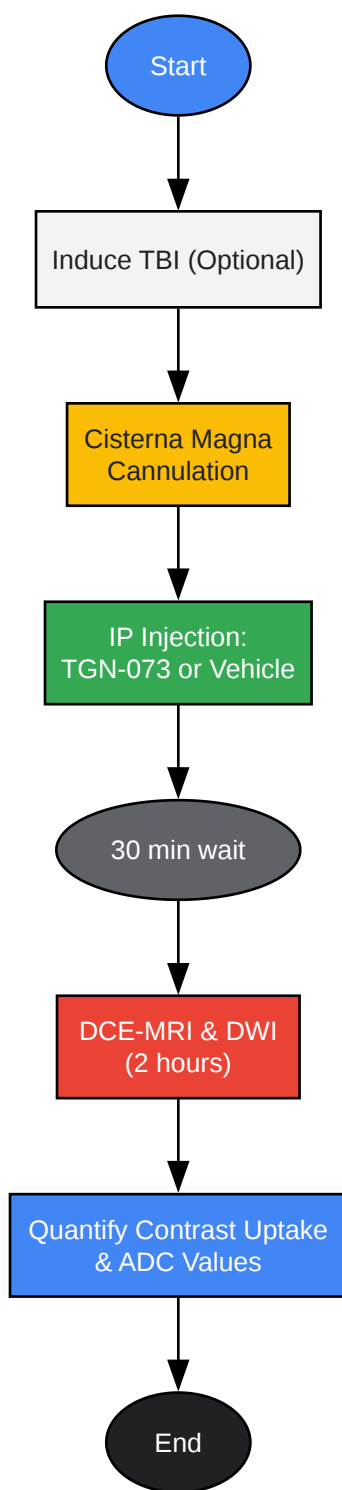 Start
Induce TBI (Optional)
Cisterna Magna
Cannulation
IP Injection:
TGN-073 or Vehicle
30 min wait
DCE-MRI & DWI
(2 hours)
Quantify Contrast Uptake
& ADC Values
End